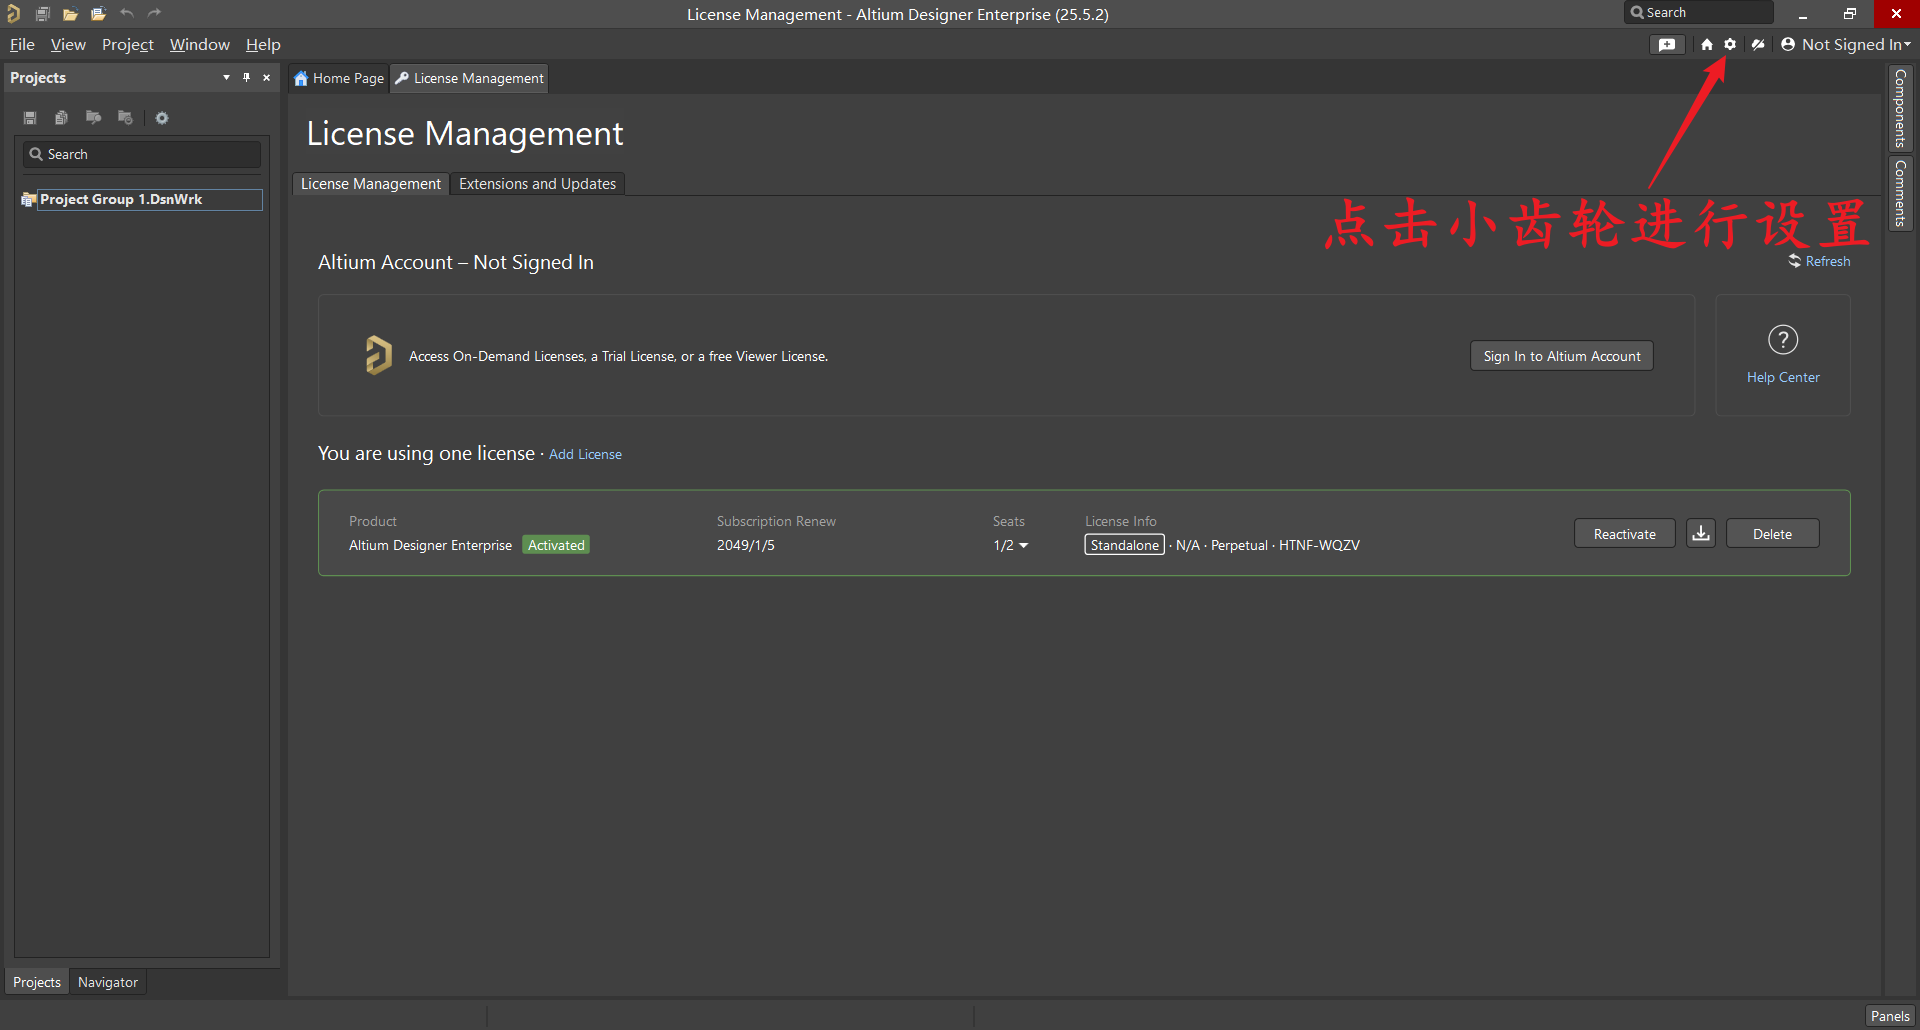 License Management - Altium Designer Enterprise (25.5.2)
Search
File View Project Window Help
Not Signed In
Projects
Home Page
License Management
Search
Project Group 1.DsnWrk
License Management
License Management
Extensions and Updates
点击小齿轮进行设置
Altium Account – Not Signed In
Refresh
Access On-Demand Licenses, a Trial License, or a free Viewer License.
Sign In to Altium Account
?
Help Center
You are using one license · Add License
Product
Subscription Renew
Seats
License Info
Altium Designer Enterprise Activated
2049/1/5
1/2
Standalone · N/A · Perpetual · HTNF-WQZV
Reactivate
Delete
Components
Comments
Projects
Navigator
Panels